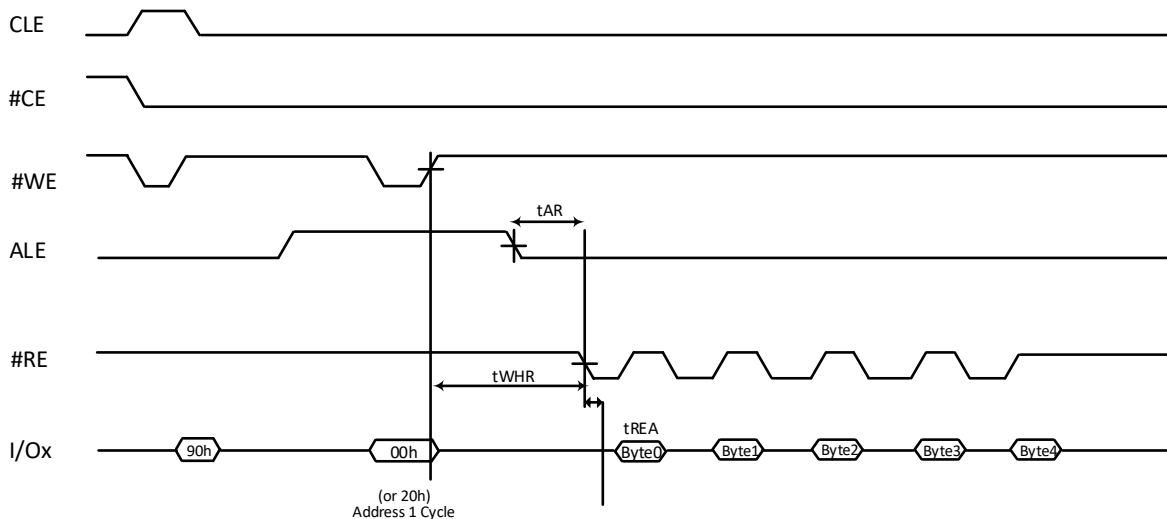 CLE
#CE
#WE
tAR
ALE
#RE
tWHR
tREA
I/Ox
90h
00h
Byte0
Byte1
Byte2
Byte3
Byte4
(or 20h)
Address 1 Cycle